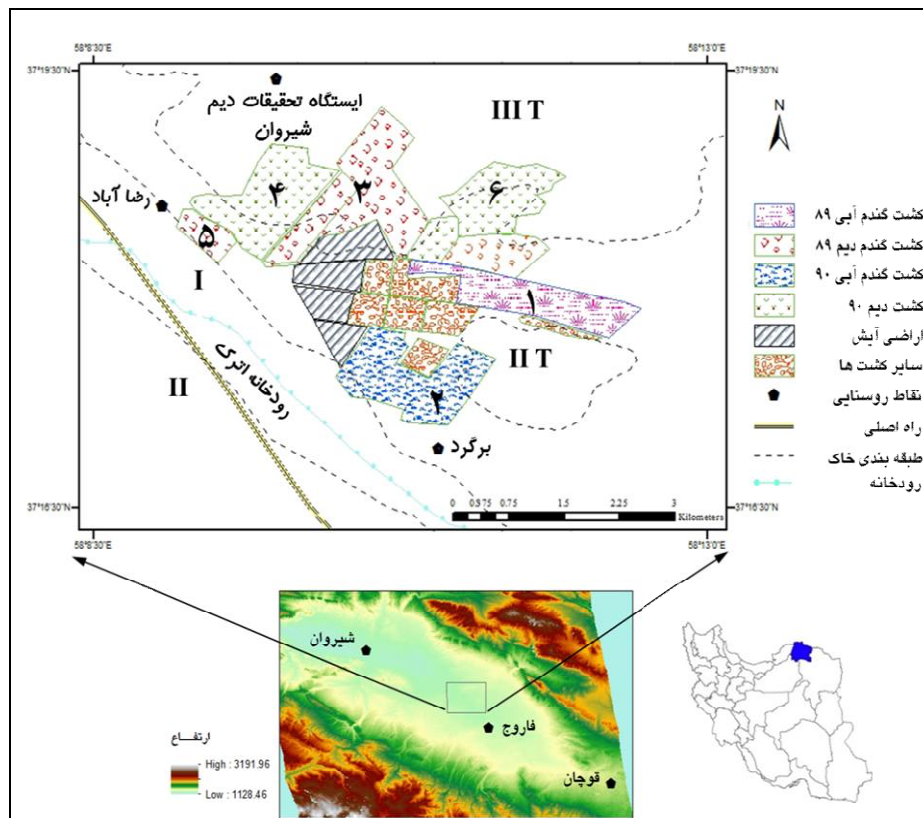 58°8'30"E
58°13'0"E
37°19'30"N
37°19'30"N
ایستگاه تحقیقات دیم
شیروان
III T
N
۴
۳
۶
رضا آباد
۵
I
۱
II T
II
رودخانه اترک
۲
برگرد
کشت گندم آبی ۸۹
کشت گندم دیم ۸۹
کشت گندم آبی ۹۰
کشت دیم ۹۰
اراضی آیش
سایر کشت ها
نقاط روستایی
راه اصلی
طبقه بندی خاک
رودخانه
0 0.375 0.75 1.5 2.25 3
Kilometers
37°16'30"N
37°16'30"N
58°8'30"E
58°13'0"E
شیروان
فاروج
قوچان
ارتفـــاع
High : 3191.96
Low : 1128.46